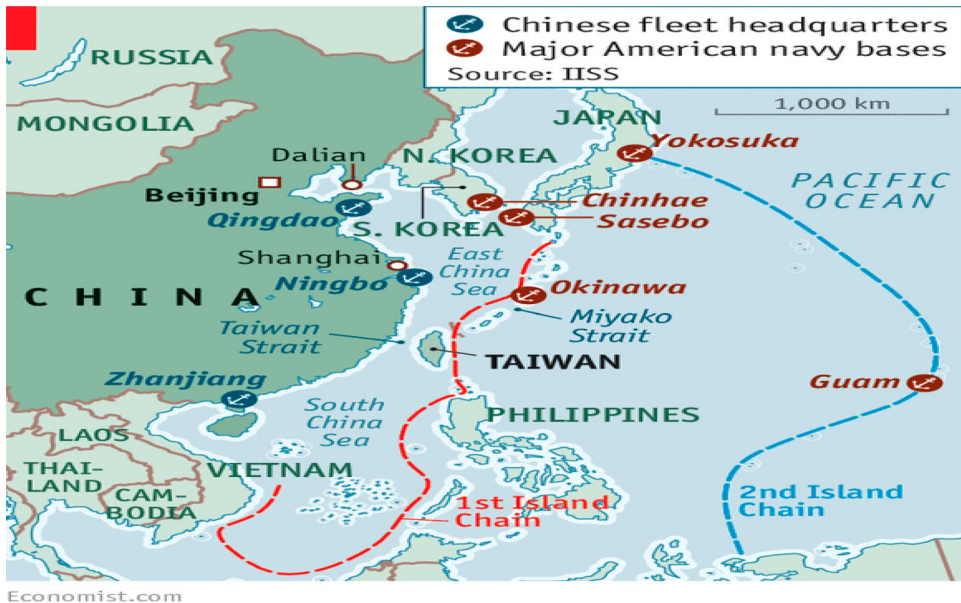 Chinese fleet headquarters
Major American navy bases
Source: IISS
1,000 km
RUSSIA
MONGOLIA
JAPAN
Yokosuka
Dalian
N. KOREA
Beijing
PACIFIC
OCEAN
Qingdao
Chinhae
S. KOREA
Sasebo
Shanghai
East
China
Sea
Ningbo
CHINA
Okinawa
Taiwan
Strait
Miyako
Strait
TAIWAN
Zhanjiang
Guam
South
China
Sea
PHILIPPINES
LAOS
THAI-
LAND
VIETNAM
CAM-
BODIA
1st Island
Chain
2nd Island
Chain
Economist.com